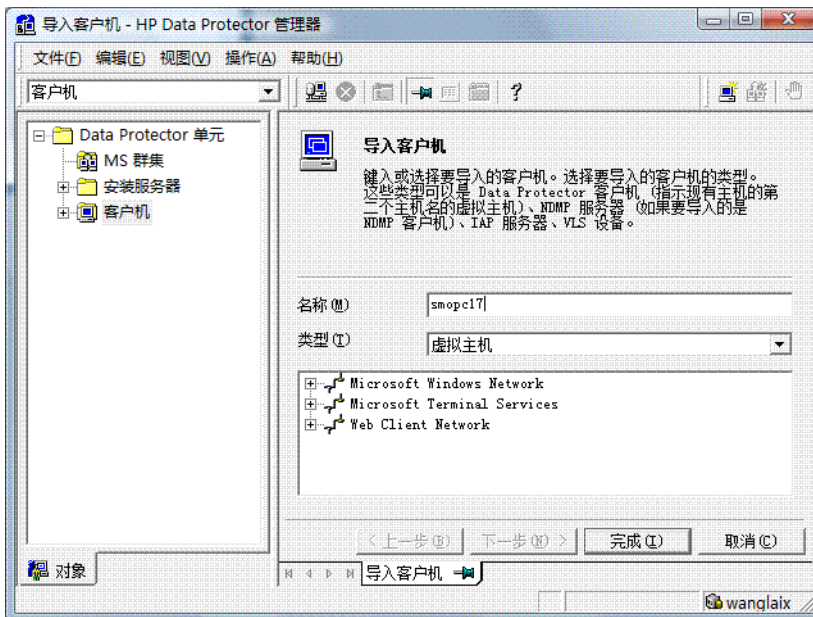 导入客户机 - HP Data Protector 管理器
文件(F) 编辑(E) 视图(V) 操作(A) 帮助(H)
客户机
Data Protector 单元
MS 群集
安装服务器
客户机
导入客户机
键入或选择要导入的客户机。选择要导入的客户机的类型。
这些类型可以是 Data Protector 客户机（指示现有主机的第
二个主机名的虚拟主机）、NDMP 服务器（如果要导入的是
NDMP 客户机）、IAP 服务器、VLS 设备。
名称(M)
smopc17
类型(T)
虚拟主机
Microsoft Windows Network
Microsoft Terminal Services
Web Client Network
<上一步(B) 下一步(N) > 完成(I) 取消(C)
对象
导入客户机
wanglaix